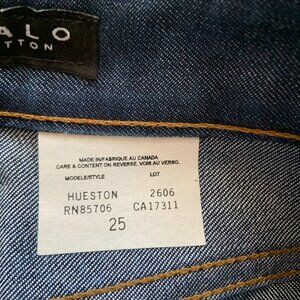 ALO
TTON
MADE IN/FABRIQUE AU CANADA
CARE & CONTENT ON REVERSE. VOIR AU VERSO.
MODELE/STYLE LOT
HUESTON 2606
RN85706 CA17311
25